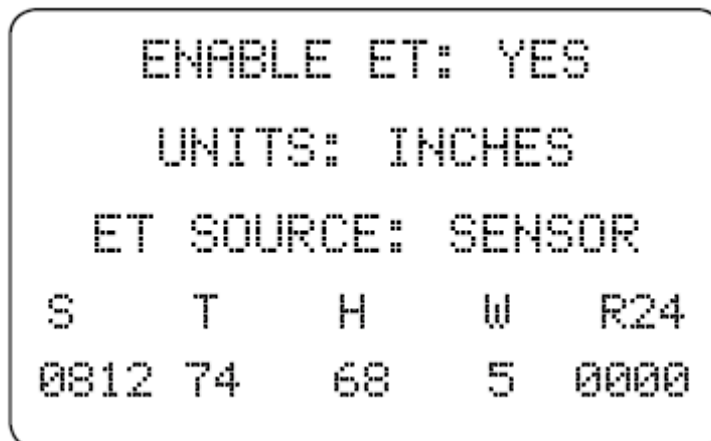 ENABLE ET: YES
UNITS: INCHES
ET SOURCE: SENSOR
S T H W R24
0812 74 68 5 0000